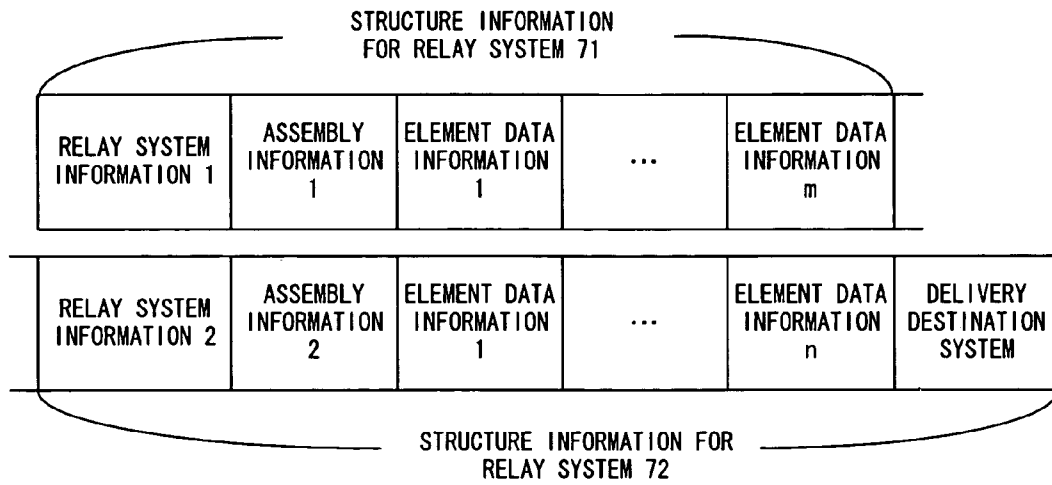 STRUCTURE INFORMATION
FOR RELAY SYSTEM 71
RELAY SYSTEM
INFORMATION 1
ASSEMBLY
INFORMATION
1
ELEMENT DATA
INFORMATION
1
...
ELEMENT DATA
INFORMATION
m
RELAY SYSTEM
INFORMATION 2
ASSEMBLY
INFORMATION
2
ELEMENT DATA
INFORMATION
1
...
ELEMENT DATA
INFORMATION
n
DELIVERY
DESTINATION
SYSTEM
STRUCTURE INFORMATION FOR
RELAY SYSTEM 72